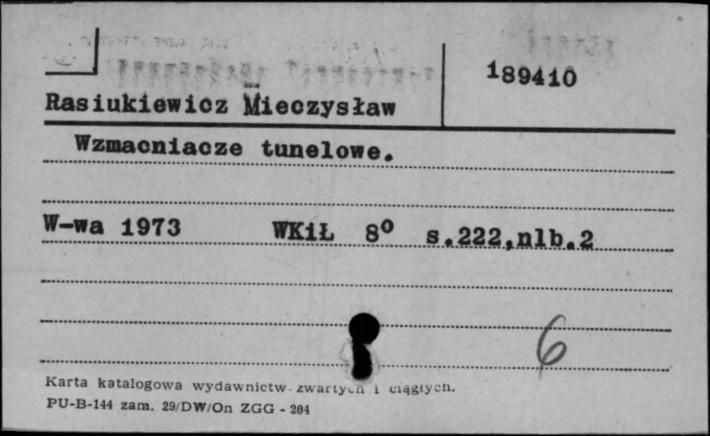 189410
Rasiukiewicz Mieczysław
Wzmacniacze tunelowe.
W-wa 1973 WKiŁ 8⁰ s.222,nlb.2
6
Karta katalogowa wydawnictw zwartych i ciągłych.
PU-B-144 zam. 29/DW/On ZGG - 204